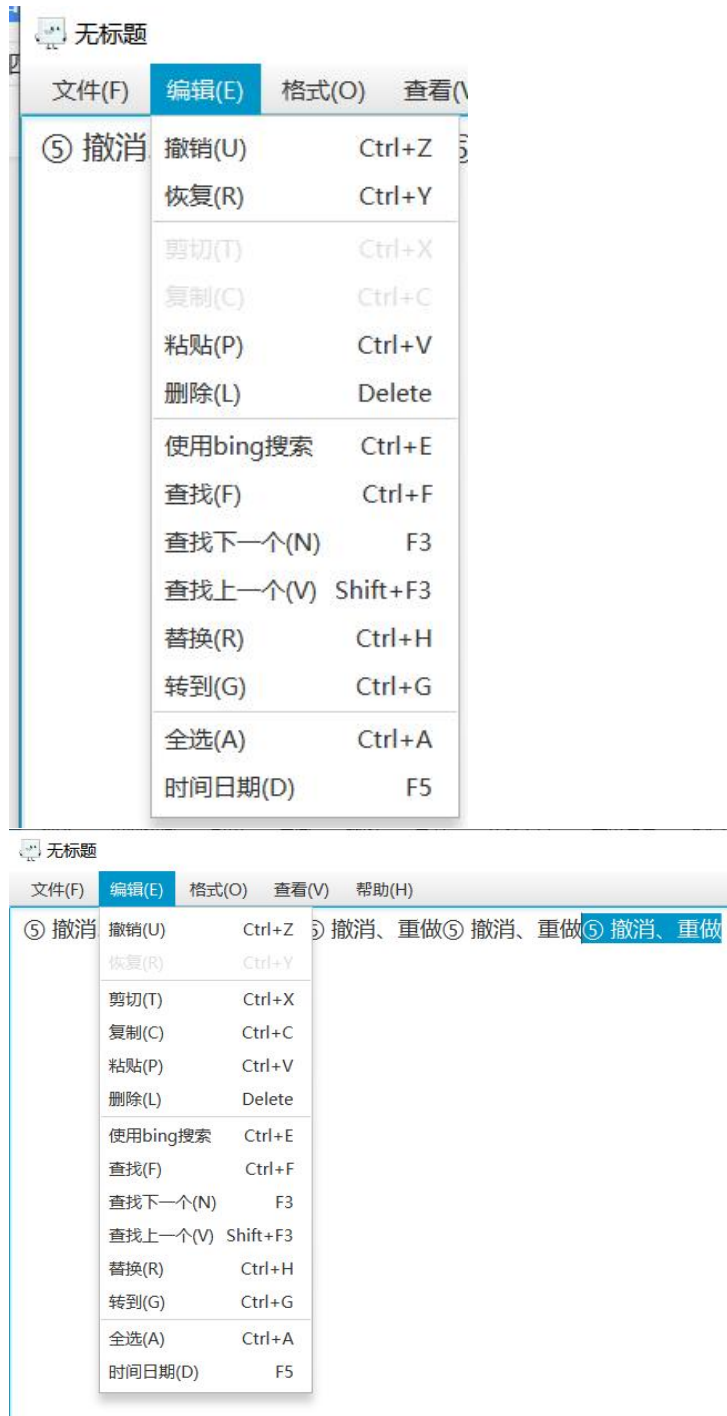 无标题
文件(F) 编辑(E) 格式(O) 查看(V
⑤ 撤消
撤销(U) Ctrl+Z
恢复(R) Ctrl+Y
剪切(T) Ctrl+X
复制(C) Ctrl+C
粘贴(P) Ctrl+V
删除(L) Delete
使用bing搜索 Ctrl+E
查找(F) Ctrl+F
查找下一个(N) F3
查找上一个(V) Shift+F3
替换(R) Ctrl+H
转到(G) Ctrl+G
全选(A) Ctrl+A
时间日期(D) F5
无标题
文件(F) 编辑(E) 格式(O) 查看(V) 帮助(H)
⑤ 撤消 ⑤ 撤消、重做⑤ 撤消、重做⑤ 撤消、重做
撤销(U) Ctrl+Z
恢复(R) Ctrl+Y
剪切(T) Ctrl+X
复制(C) Ctrl+C
粘贴(P) Ctrl+V
删除(L) Delete
使用bing搜索 Ctrl+E
查找(F) Ctrl+F
查找下一个(N) F3
查找上一个(V) Shift+F3
替换(R) Ctrl+H
转到(G) Ctrl+G
全选(A) Ctrl+A
时间日期(D) F5